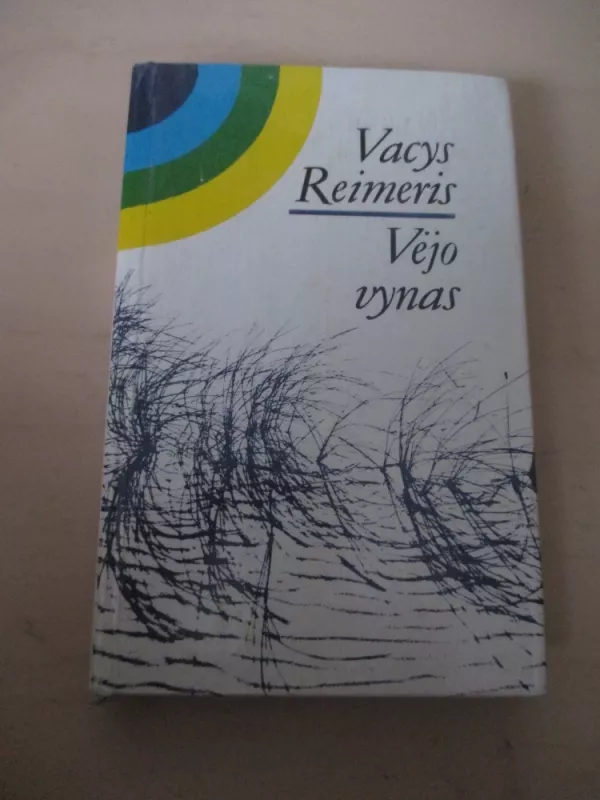 Vacys
Reimeris
Vėjo
vynas